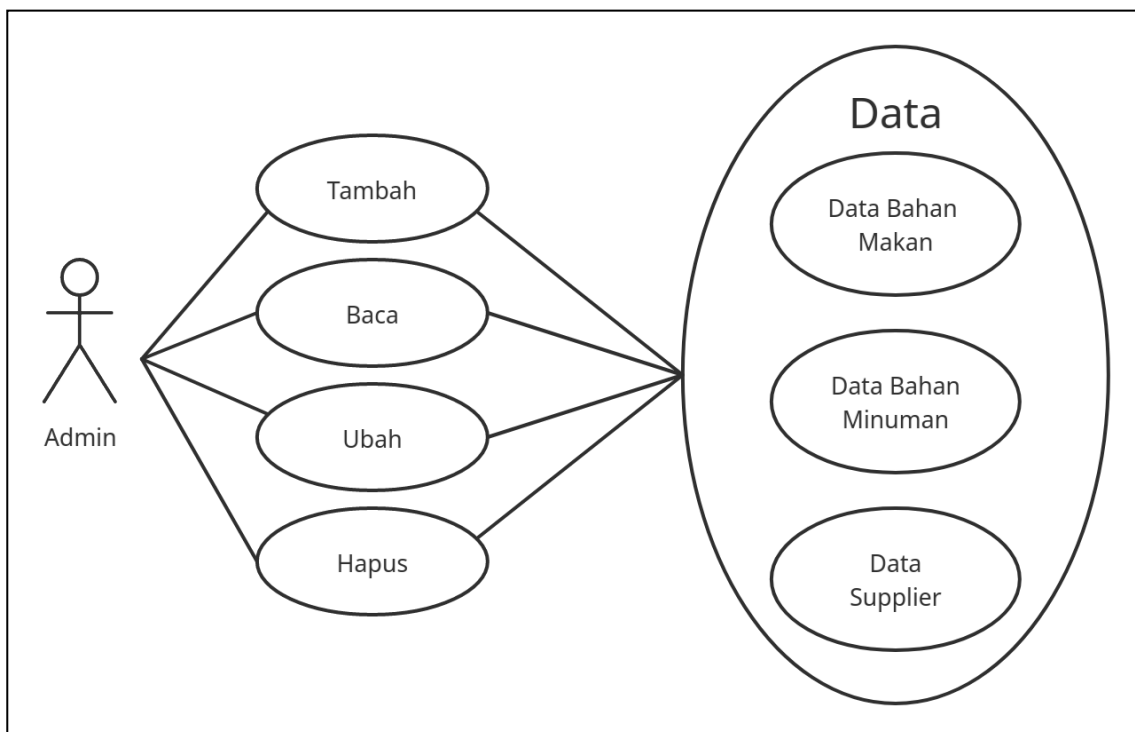 Admin
Tambah
Baca
Ubah
Hapus
Data
Data Bahan
Makan
Data Bahan
Minuman
Data
Supplier